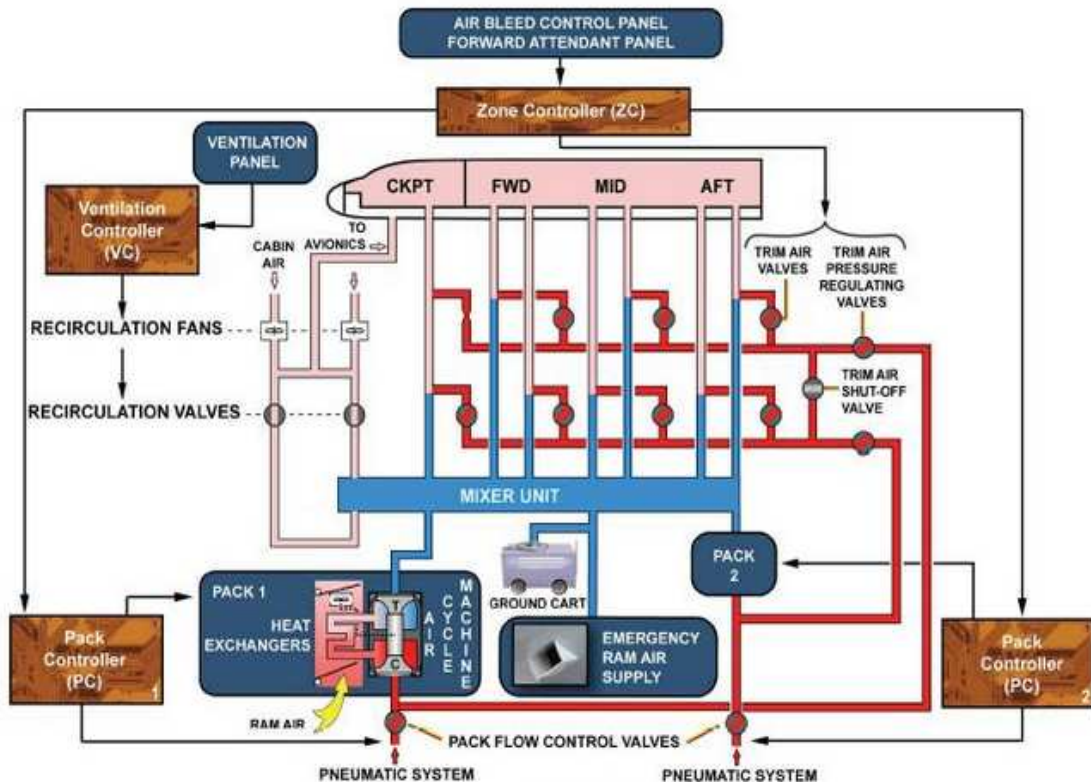 AIR BLEED CONTROL PANEL
FORWARD ATTENDANT PANEL
Zone Controller (ZC)
VENTILATION
PANEL
Ventilation
Controller
(VC)
CKPT
FWD
MID
AFT
TO
AVIONICS
CABIN
AIR
TRIM AIR
VALVES
TRIM AIR
PRESSURE
REGULATING
VALVES
RECIRCULATION FANS
TRIM AIR
SHUT-OFF
VALVE
RECIRCULATION VALVES
MIXER UNIT
PACK 1
HEAT
EXCHANGERS
T
C
AIR
CYCLE
MACHINE
GROUND CART
PACK
2
EMERGENCY
RAM AIR
SUPPLY
Pack
Controller
(PC)
1
Pack
Controller
(PC)
2
RAM AIR
PACK FLOW CONTROL VALVES
PNEUMATIC SYSTEM
PNEUMATIC SYSTEM